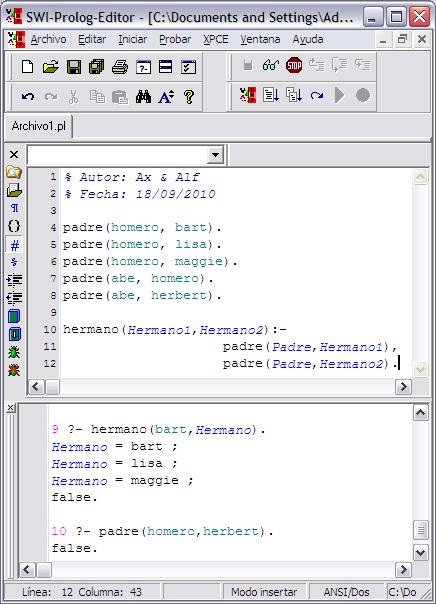 SWI-Prolog-Editor - [C:\Documents and Settings\Ad...
Archivo Editar Iniciar Probar XPCE Ventana Ayuda
Archivo1.pl
1 % Autor: Ax & Alf
2 % Fecha: 18/09/2010
3
4 padre(homero, bart).
5 padre(homero, lisa).
6 padre(homero, maggie).
7 padre(abe, homero).
8 padre(abe, herbert).
9
10 hermano(Hermano1,Hermano2):-
11 padre(Padre,Hermano1),
12 padre(Padre,Hermano2).
9 ?- hermano(bart,Hermano).
Hermano = bart ;
Hermano = lisa ;
Hermano = maggie ;
false.
10 ?- padre(homero,herbert).
false.
Línea: 12 Columna: 43 Modo insertar ANSI/Dos C:\Do